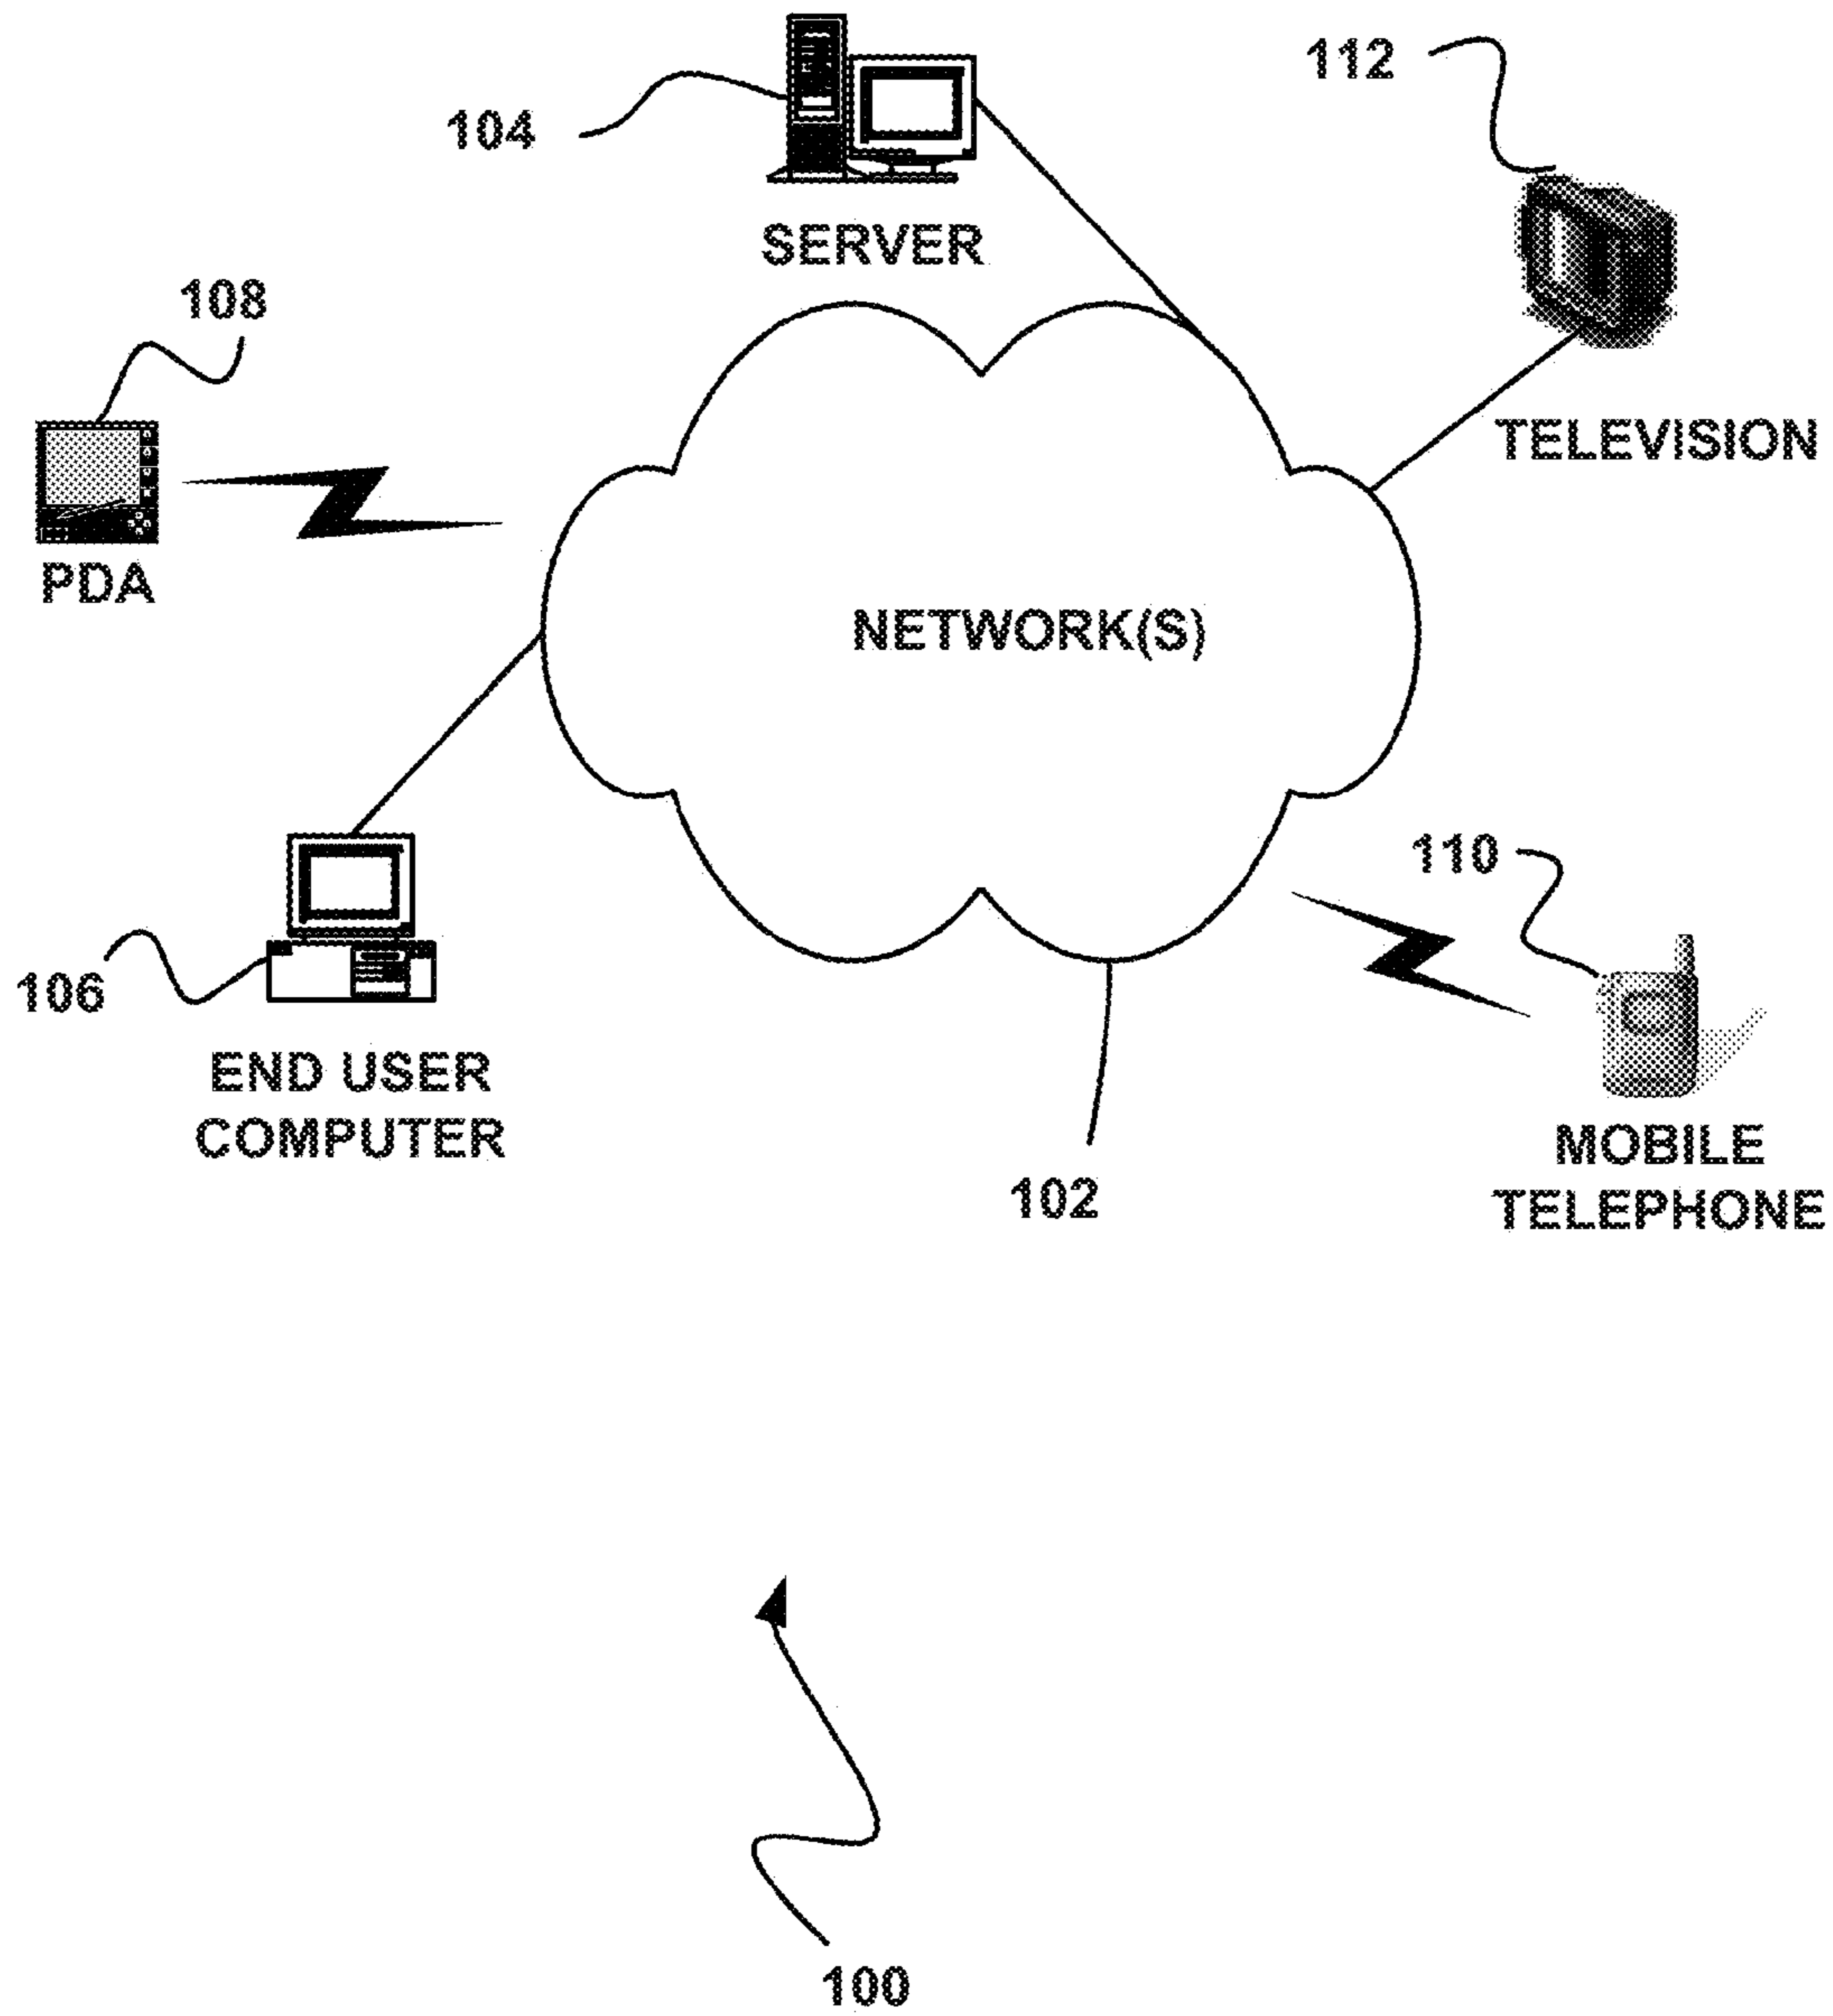 112
104
SERVER
108
TELEVISION
PDA
NETWORK(S)
110
106
END USER
COMPUTER
MOBILE
TELEPHONE
102
100